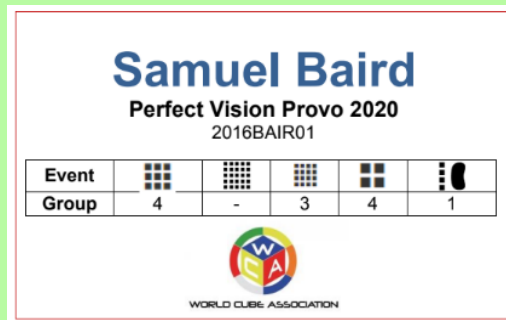 Samuel Baird
Perfect Vision Provo 2020
2016BAIR01
Event
Group 4 - 3 4 1
W C A
WORLD CUBE ASSOCIATION